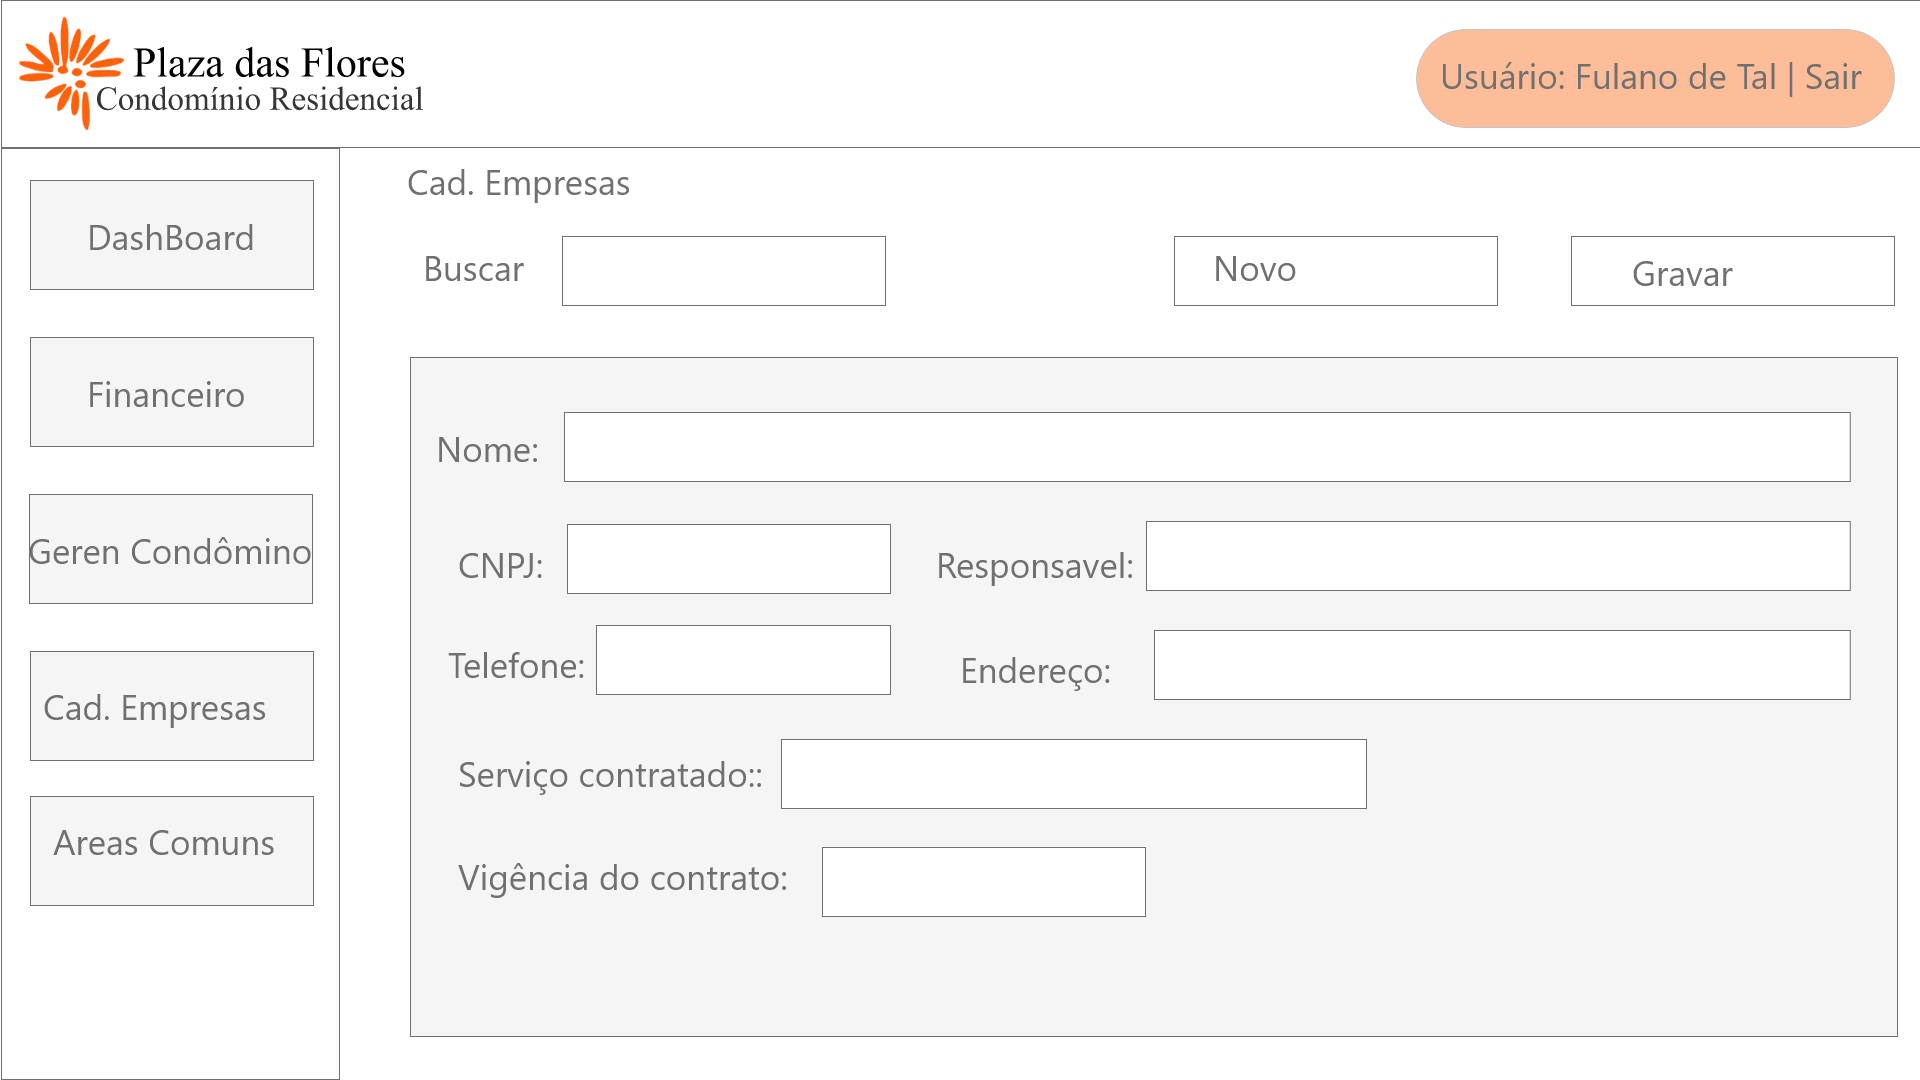 Plaza das Flores
Condomínio Residencial
Usuário: Fulano de Tal | Sair
DashBoard
Financeiro
Geren Condômino
Cad. Empresas
Areas Comuns
Cad. Empresas
Buscar
Novo
Gravar
Nome:
CNPJ:
Responsavel:
Telefone:
Endereço:
Serviço contratado::
Vigência do contrato: